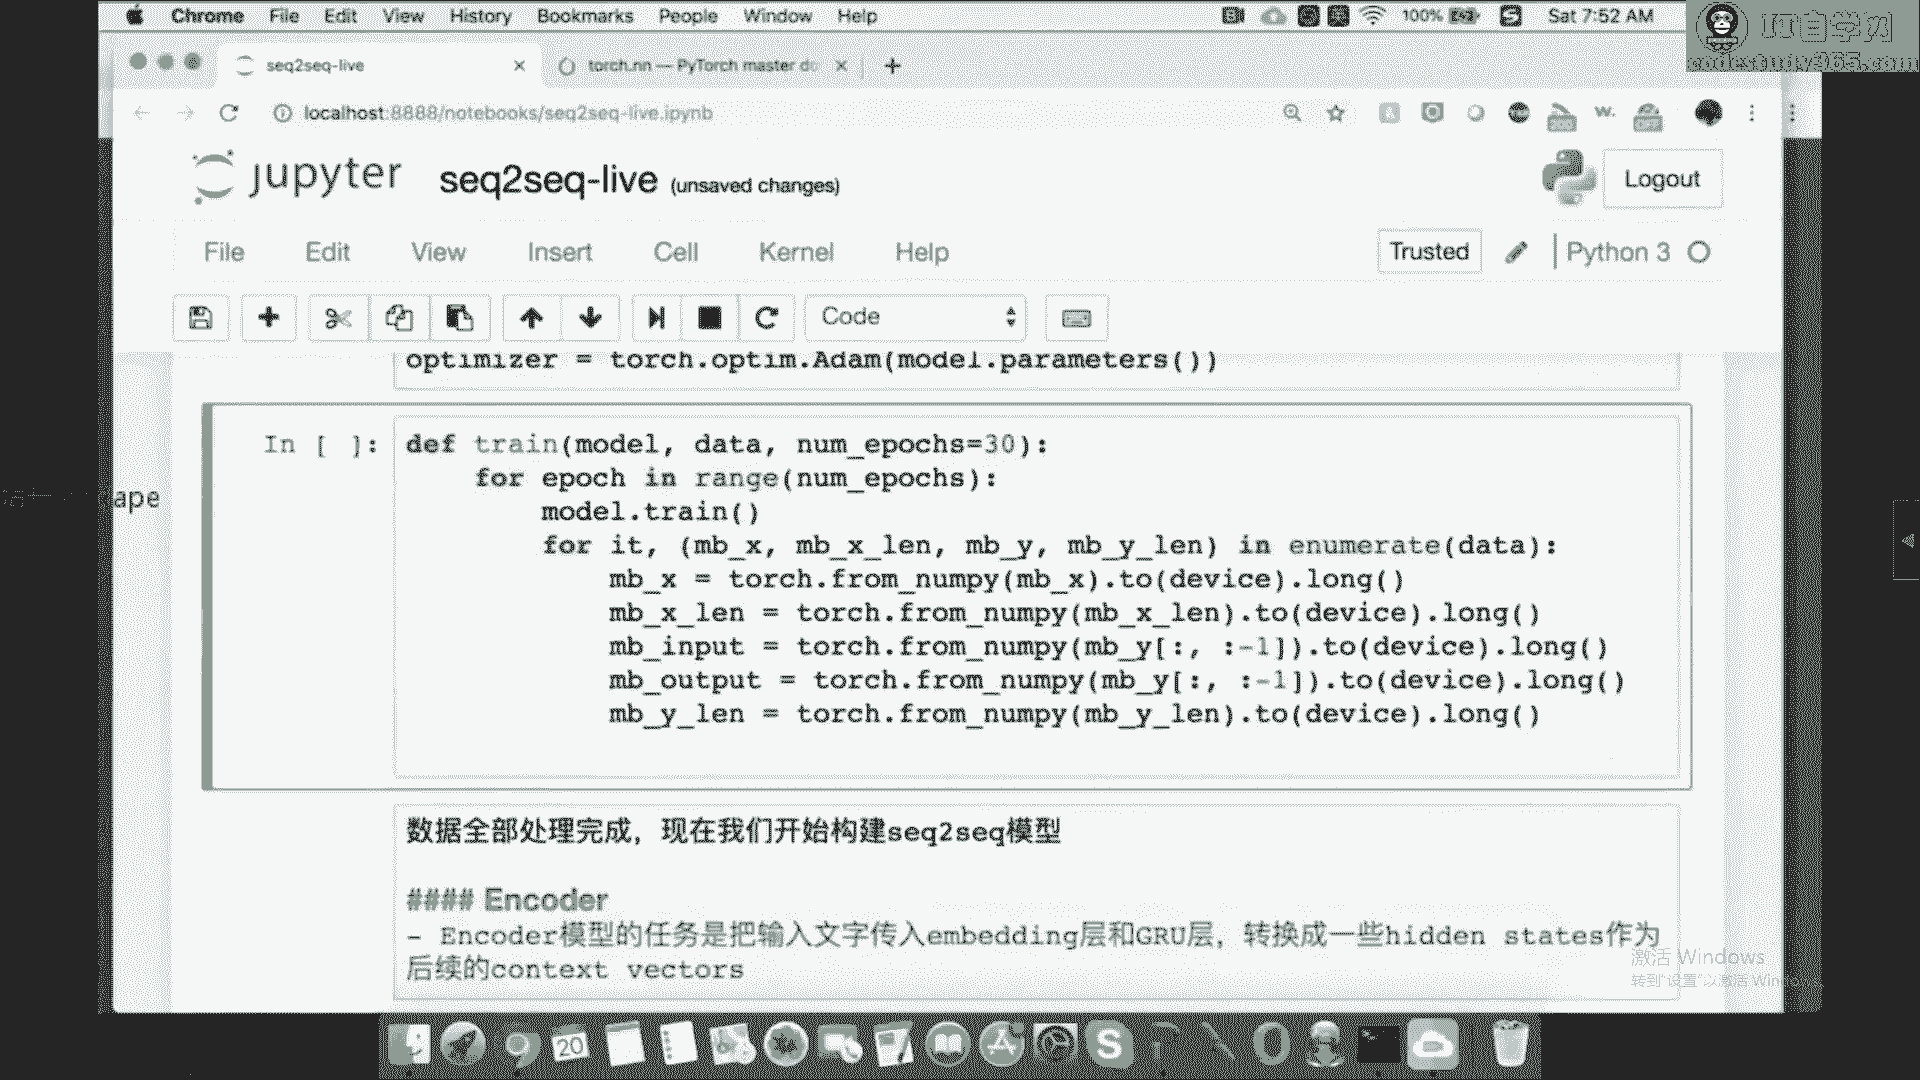 Chrome File Edit View History Bookmarks People Window Help 100% Sat 7:52 AM
IT自学网
codestudy365.com
seq2seq-live
torch.nn — PyTorch master do
localhost:8888/notebooks/seq2seq-live.ipynb
jupyter seq2seq-live (unsaved changes) Logout
File Edit View Insert Cell Kernel Help Trusted Python 3
Code
optimizer = torch.optim.Adam(model.parameters())
ape
In [ ]: def train(model, data, num_epochs=30):
for epoch in range(num_epochs):
model.train()
for it, (mb_x, mb_x_len, mb_y, mb_y_len) in enumerate(data):
mb_x = torch.from_numpy(mb_x).to(device).long()
mb_x_len = torch.from_numpy(mb_x_len).to(device).long()
mb_input = torch.from_numpy(mb_y[:, :-1]).to(device).long()
mb_output = torch.from_numpy(mb_y[:, :-1]).to(device).long()
mb_y_len = torch.from_numpy(mb_y_len).to(device).long()
数据全部处理完成，现在我们开始构建seq2seq模型
#### Encoder
- Encoder模型的任务是把输入文字传入embedding层和GRU层，转换成一些hidden states作为
后续的context vectors
激活 Windows
转到"设置"以激活 Windows
20